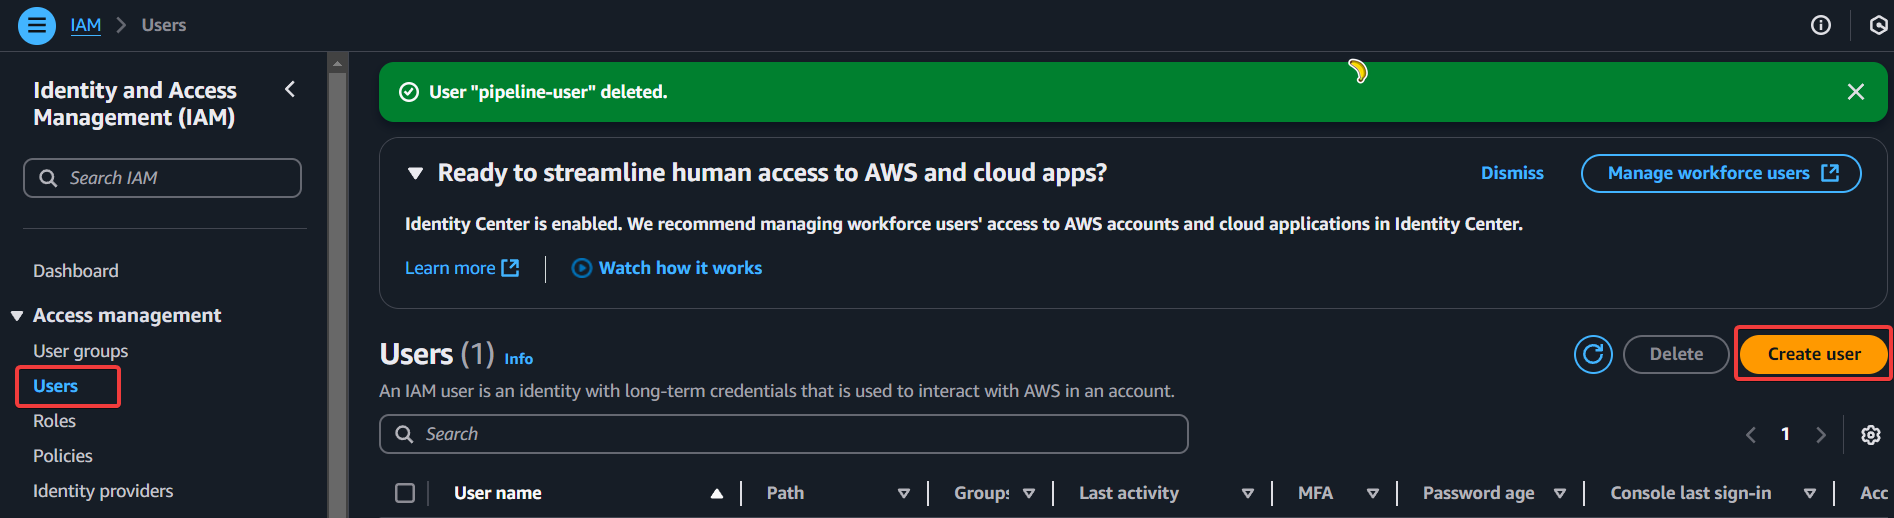 IAM > Users
Identity and Access
Management (IAM)
Search IAM
Dashboard
Access management
User groups
Users
Roles
Policies
Identity providers
User "pipeline-user" deleted.
Ready to streamline human access to AWS and cloud apps?
Dismiss
Manage workforce users
Identity Center is enabled. We recommend managing workforce users' access to AWS accounts and cloud applications in Identity Center.
Learn more
Watch how it works
Users (1) Info
Delete
Create user
An IAM user is an identity with long-term credentials that is used to interact with AWS in an account.
Search
1
User name
Path
Groups
Last activity
MFA
Password age
Console last sign-in
Acc